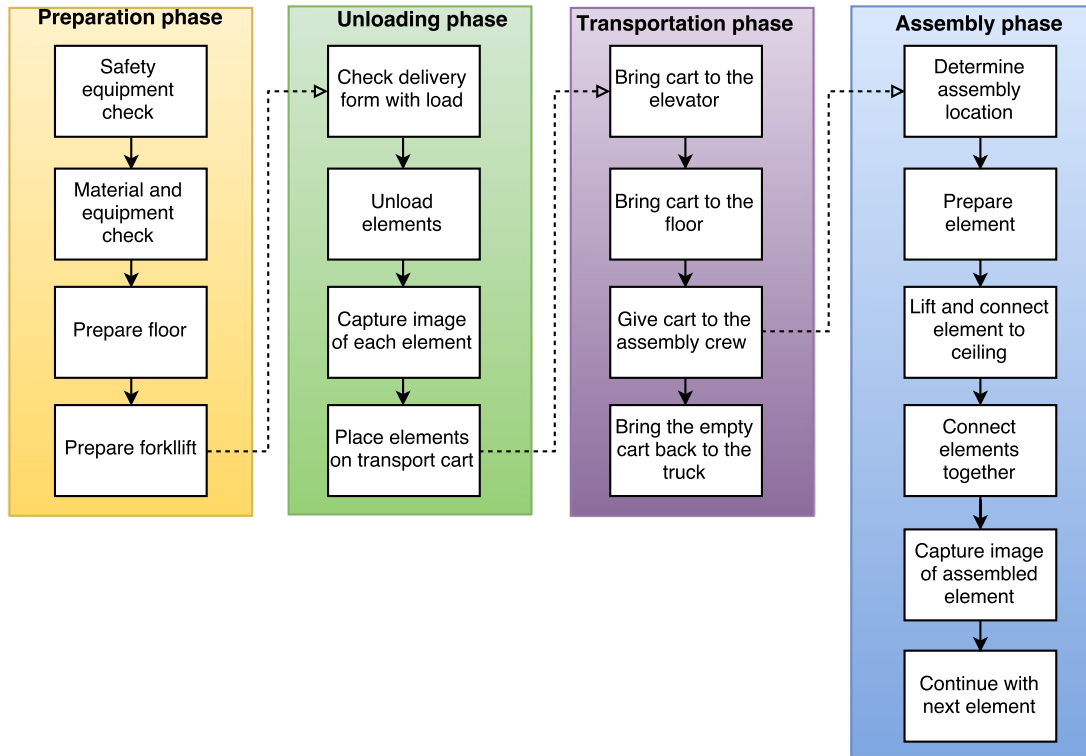 Preparation phase
Safety
equipment
check
Material and
equipment
check
Prepare floor
Prepare forkllift
Unloading phase
Check delivery
form with load
Unload
elements
Capture image
of each element
Place elements
on transport cart
Transportation phase
Bring cart to the
elevator
Bring cart to the
floor
Give cart to the
assembly crew
Bring the empty
cart back to the
truck
Assembly phase
Determine
assembly
location
Prepare
element
Lift and connect
element to
ceiling
Connect
elements
together
Capture image
of assembled
element
Continue with
next element